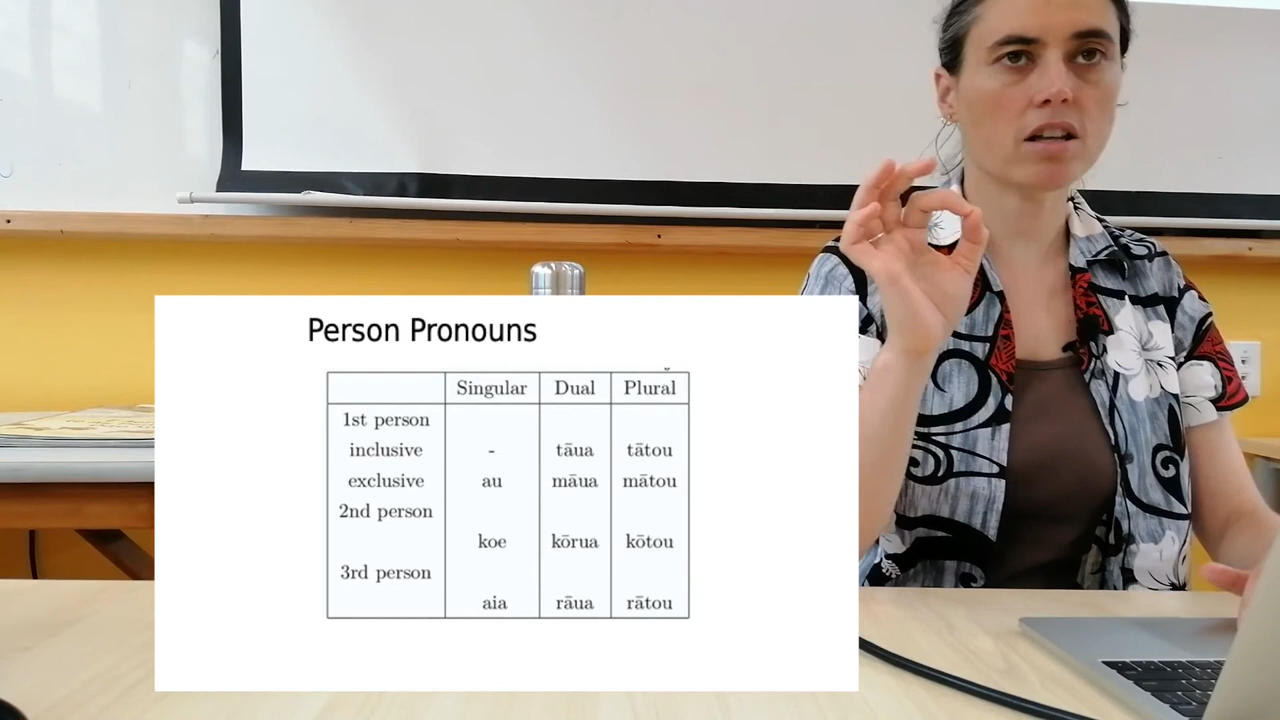 Person Pronouns
Singular Dual Plural
1st person
inclusive - tāua tātou
exclusive au māua mātou
2nd person
koe kōrua kōtou
3rd person
aia rāua rātou